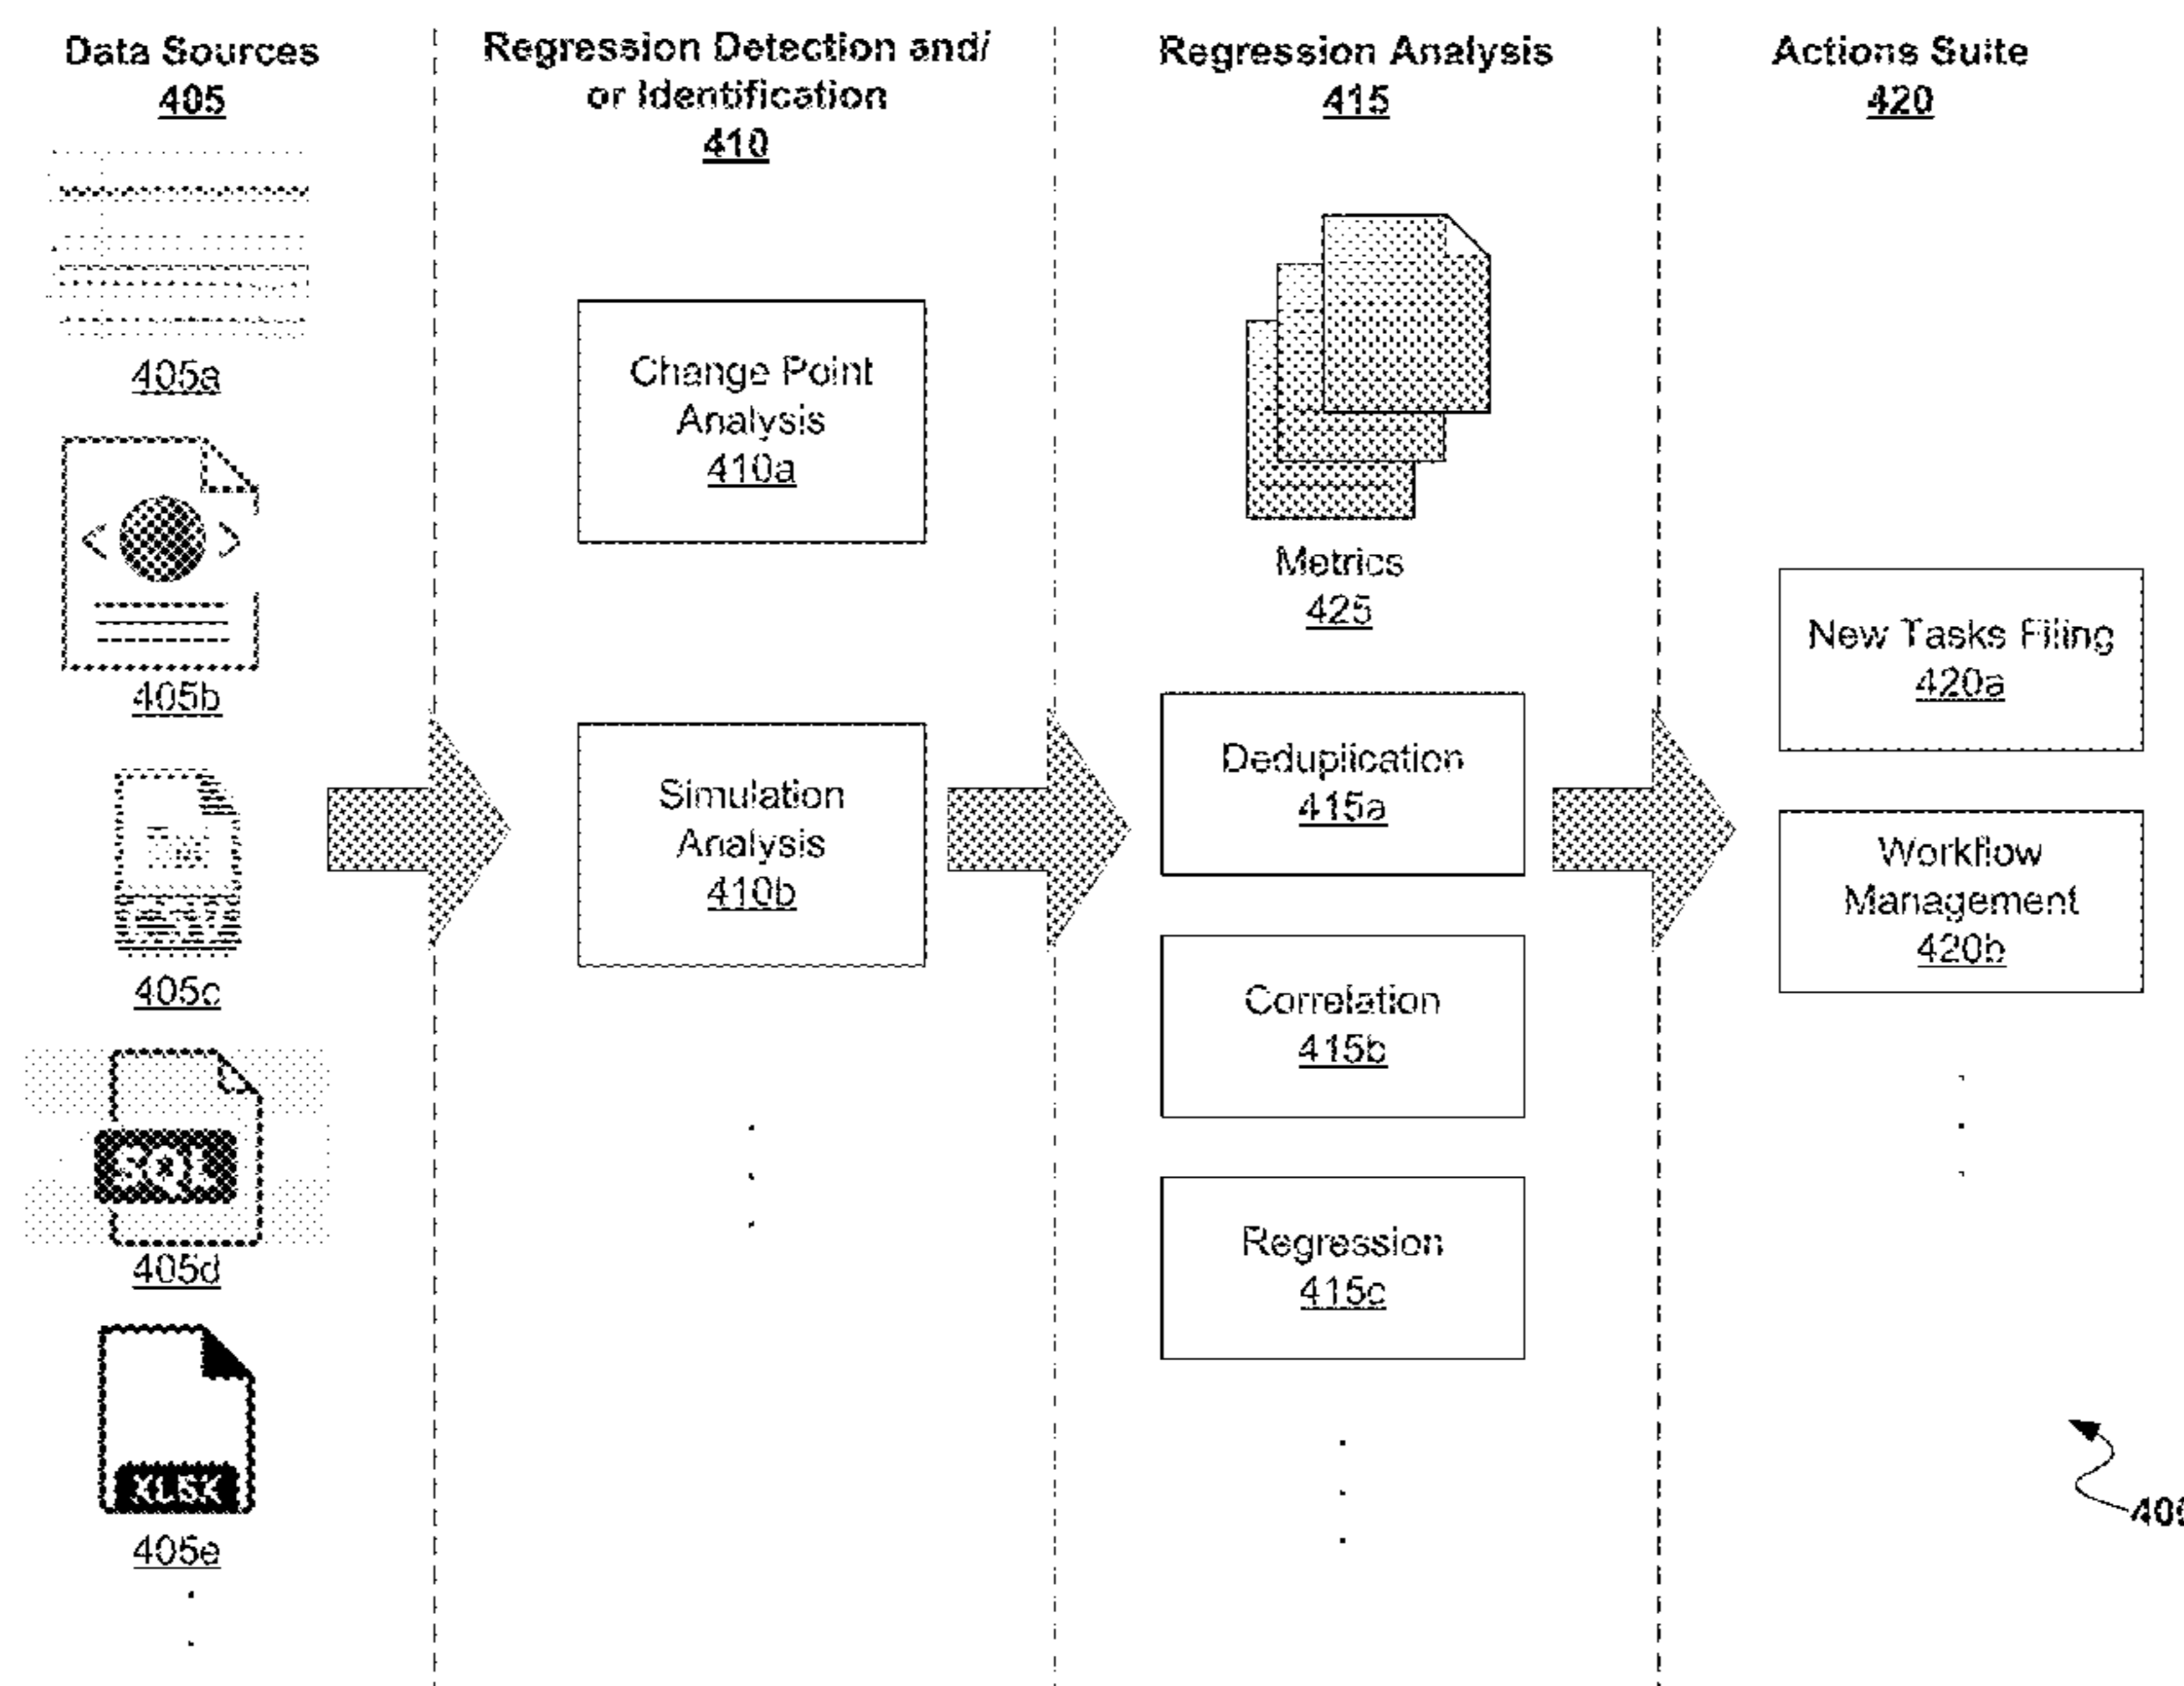 Data Sources
405
405a
405b
405c
SQL
405d
XLSX
405e
Regression Detection and/
or Identification
410
Change Point
Analysis
410a
Simulation
Analysis
410b
Regression Analysis
415
Metrics
425
Deduplication
415a
Correlation
415b
Regression
415c
Actions Suite
420
New Tasks Filing
420a
Workflow
Management
420b